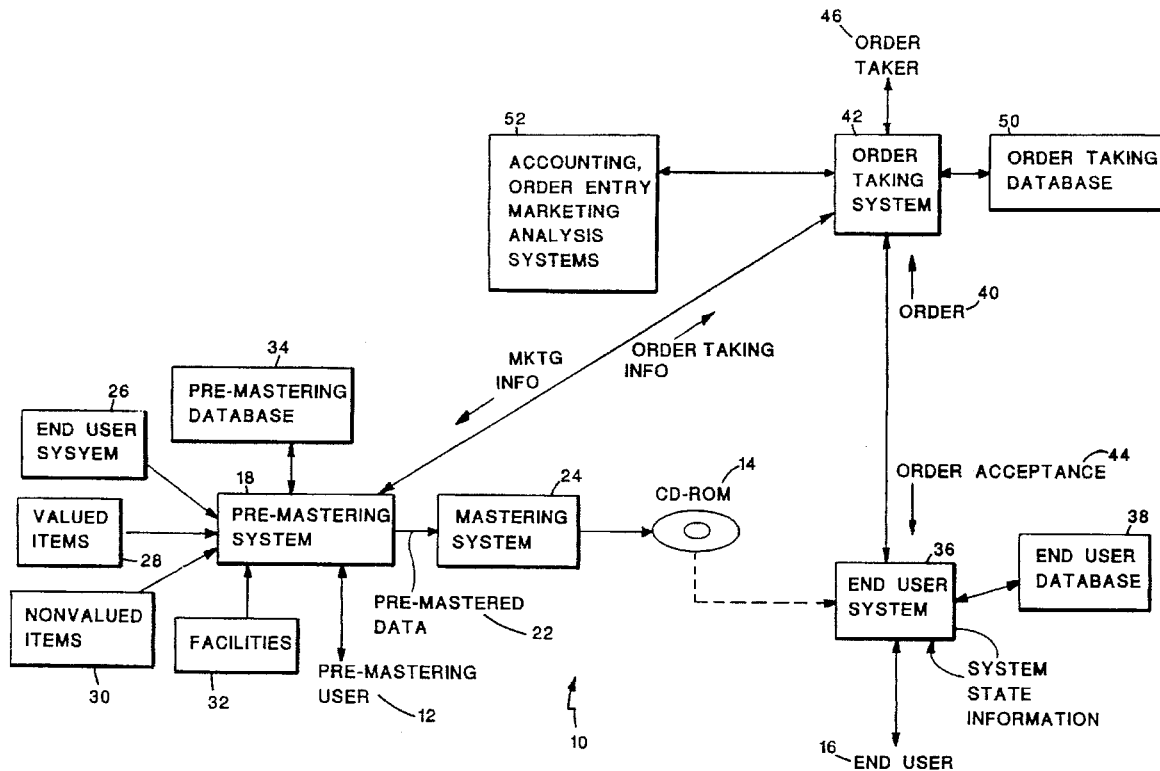 46
ORDER
TAKER
52
ACCOUNTING,
ORDER ENTRY
MARKETING
ANALYSIS
SYSTEMS
42
ORDER
TAKING
SYSTEM
50
ORDER TAKING
DATABASE
ORDER 40
MKTG
INFO
ORDER TAKING
INFO
34
PRE-MASTERING
DATABASE
26
END USER
SYSYEM
VALUED
ITEMS
28
NONVALUED
ITEMS
30
FACILITIES
32
18
PRE-MASTERING
SYSTEM
PRE-MASTERING
USER 12
PRE-MASTERED
DATA 22
24
MASTERING
SYSTEM
14
CD-ROM
ORDER ACCEPTANCE 44
36
END USER
SYSTEM
38
END USER
DATABASE
SYSTEM
STATE
INFORMATION
16 END USER
10